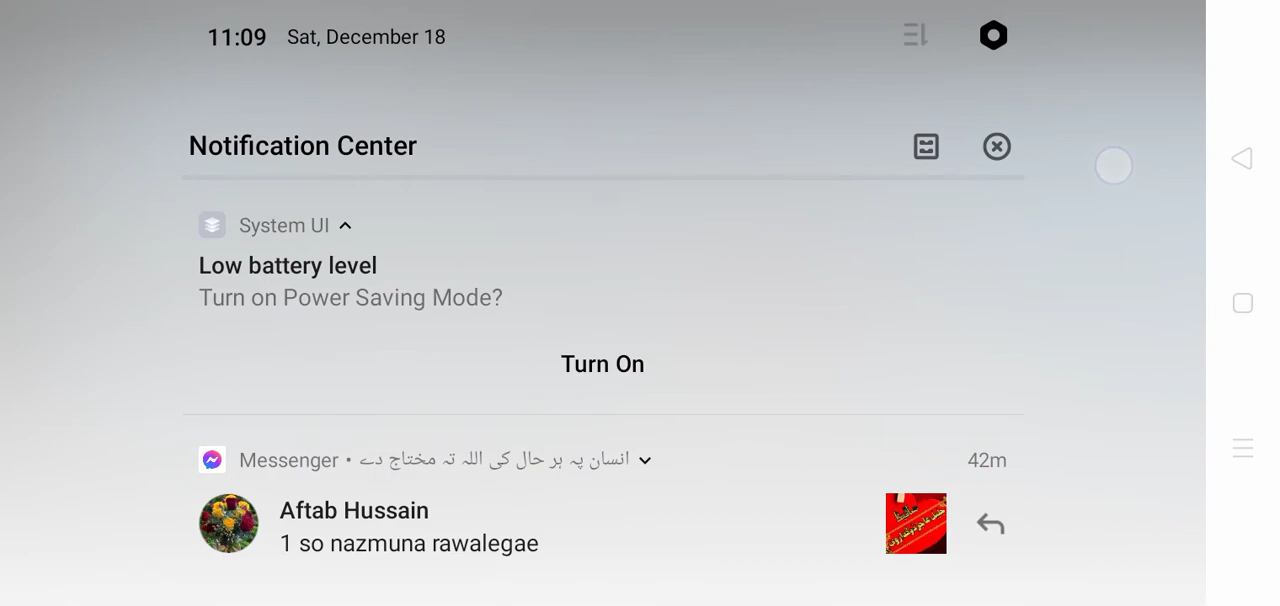 11:09 Sat, December 18
Notification Center
System UI
Low battery level
Turn on Power Saving Mode?
Turn On
Messenger • انسان پہ ہر حال کی اللہ تہ مختاج دے 42m
Aftab Hussain
1 so nazmuna rawalegae